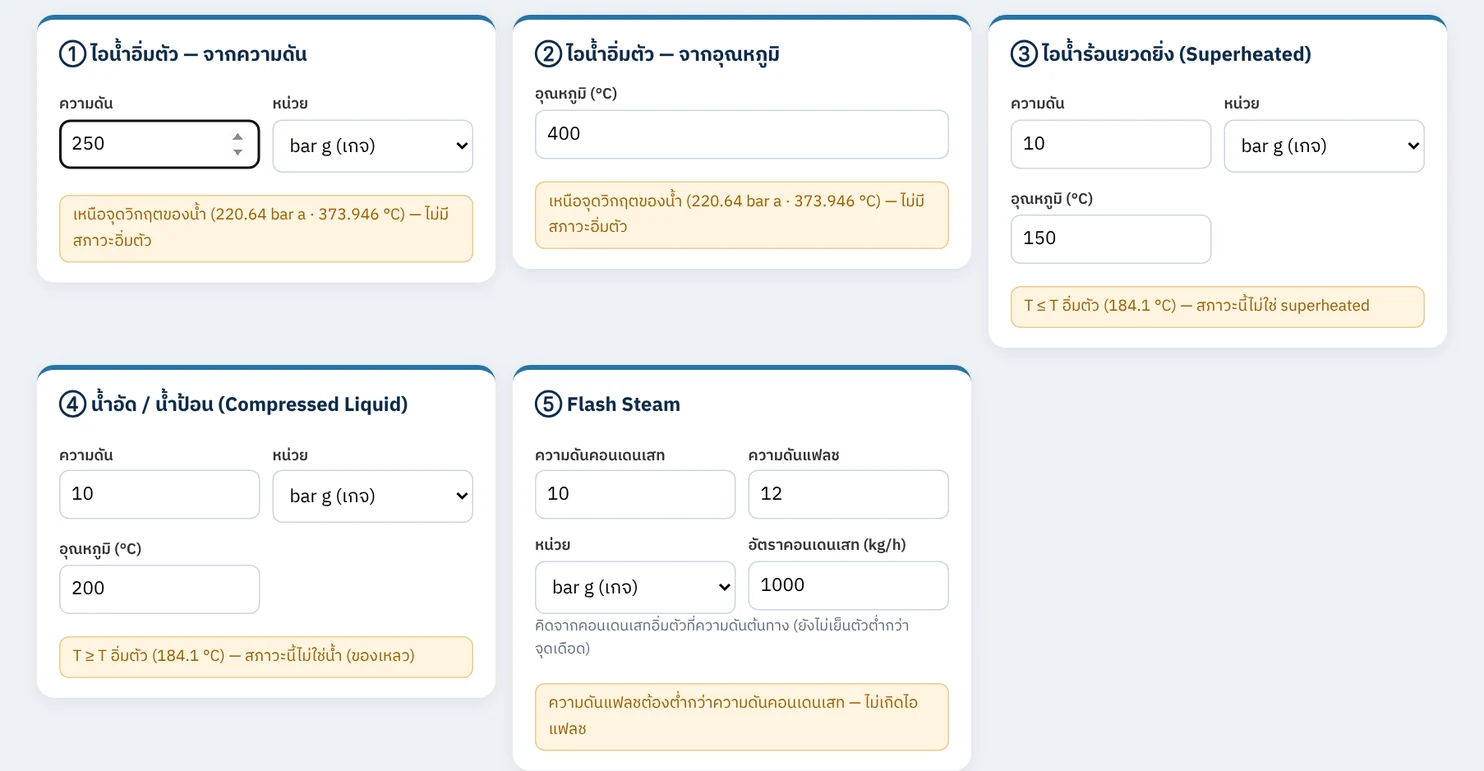 ① ไอน้ำอิ่มตัว — จากความดัน
ความดัน
หน่วย
250
bar g (เกจ)
เหนือจุดวิกฤตของน้ำ (220.64 bar a · 373.946 °C) — ไม่มี
สภาวะอิ่มตัว
② ไอน้ำอิ่มตัว — จากอุณหภูมิ
อุณหภูมิ (°C)
400
เหนือจุดวิกฤตของน้ำ (220.64 bar a · 373.946 °C) — ไม่มี
สภาวะอิ่มตัว
③ ไอน้ำร้อนยวดยิ่ง (Superheated)
ความดัน
หน่วย
10
bar g (เกจ)
อุณหภูมิ (°C)
150
T ≤ T อิ่มตัว (184.1 °C) — สภาวะนี้ไม่ใช่ superheated
④ น้ำอัด / น้ำป้อน (Compressed Liquid)
ความดัน
หน่วย
10
bar g (เกจ)
อุณหภูมิ (°C)
200
T ≥ T อิ่มตัว (184.1 °C) — สภาวะนี้ไม่ใช่น้ำ (ของเหลว)
⑤ Flash Steam
ความดันคอนเดนเสท
ความดันแฟลช
10
12
หน่วย
อัตราคอนเดนเสท (kg/h)
bar g (เกจ)
1000
คิดจากคอนเดนเสทอิ่มตัวที่ความดันต้นทาง (ยังไม่เย็นตัวต่ำกว่า
จุดเดือด)
ความดันแฟลชต้องต่ำกว่าความดันคอนเดนเสท — ไม่เกิดไอ
แฟลช